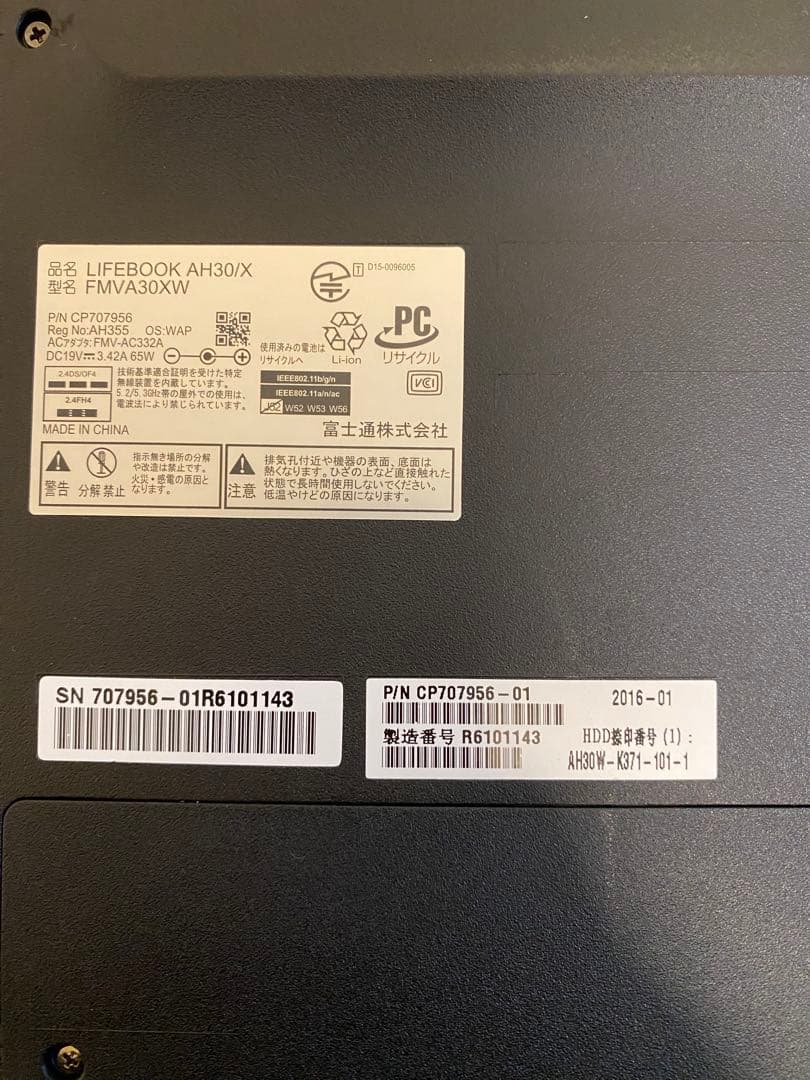 品名 LIFEBOOK AH30/X
型名 FMVA30XW
T D15-0096005
P/N CP707956
Reg No:AH355 OS:WAP
ACアダプタ:FMV-AC332A
DC19V 3.42A 65W
使用済みの電池は
リサイクルへ
Li-ion
PC
リサイクル
2.4DS/OF4
2.4FH4
技術基準適合証明を受けた特定
無線装置を内蔵しています。
5.2/5.3GHz帯の屋外での使用は、
電波法により禁じられています。
IEEE802.11b/g/n
IEEE802.11a/n/ac
J52 W52 W53 W56
VCI
MADE IN CHINA
富士通株式会社
警告 分解禁止
指示無き場所の分解
や改造は禁止です。
火災・感電の原因と
なります。
注意
排気孔付近や機器の表面、底面は
熱くなります。ひざの上など直接触れた
状態で長時間使用しないでください。
低温やけどの原因になります。
SN 707956-01R6101143
P/N CP707956-01 2016-01
製造番号 R6101143
HDD捺印番号(1):
AH30W-K371-101-1